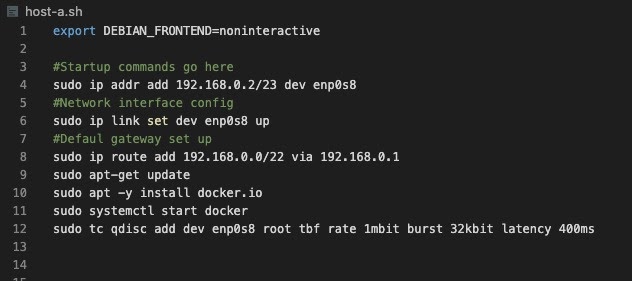 host-a.sh
1 export DEBIAN_FRONTEND=noninteractive
2
3 #Startup commands go here
4 sudo ip addr add 192.168.0.2/23 dev enp0s8
5 #Network interface config
6 sudo ip link set dev enp0s8 up
7 #Defaul gateway set up
8 sudo ip route add 192.168.0.0/22 via 192.168.0.1
9 sudo apt-get update
10 sudo apt -y install docker.io
11 sudo systemctl start docker
12 sudo tc qdisc add dev enp0s8 root tbf rate 1mbit burst 32kbit latency 400ms
13
14